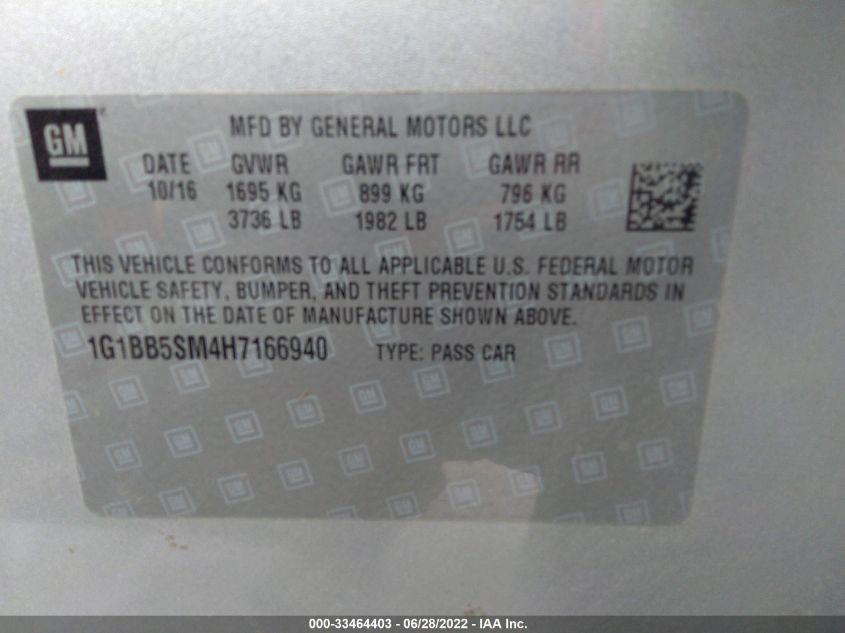 GM
MFD BY GENERAL MOTORS LLC
DATE GVWR GAWR FRT GAWR RR
10/16 1695 KG 899 KG 796 KG
3736 LB 1982 LB 1754 LB
THIS VEHICLE CONFORMS TO ALL APPLICABLE U.S. FEDERAL MOTOR
VEHICLE SAFETY, BUMPER, AND THEFT PREVENTION STANDARDS IN
EFFECT ON THE DATE OF MANUFACTURE SHOWN ABOVE.
1G1BB5SM4H7166940 TYPE: PASS CAR
000-33464403 - 06/28/2022 - IAA Inc.